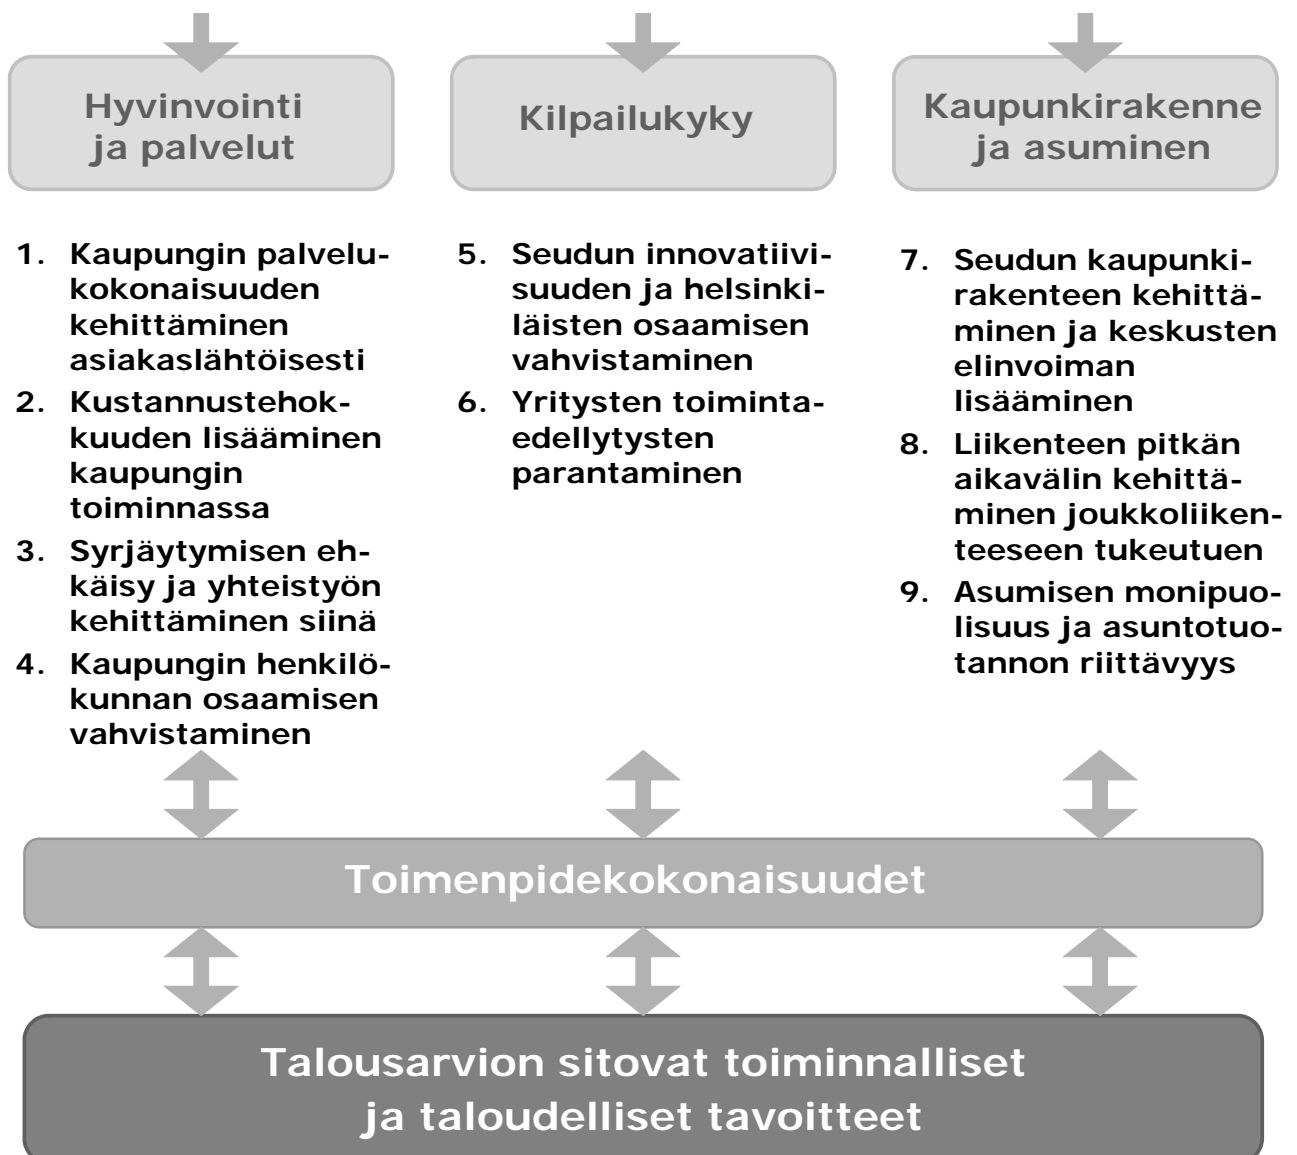 Hyvinvointi
ja palvelut
Kilpailukyky
Kaupunkirakenne
ja asuminen
1. Kaupungin palvelu-
kokonaisuuden
kehittäminen
asiakaslähtöisesti
2. Kustannustehok-
kuuden lisääminen
kaupungin
toiminnassa
3. Syrjäytymisen eh-
käisy ja yhteistyön
kehittäminen siinä
4. Kaupungin henkilö-
kunnan osaamisen
vahvistaminen
5. Seudun innovatiivi-
suuden ja helsinki-
läisten osaamisen
vahvistaminen
6. Yritysten toiminta-
edellytysten
parantaminen
7. Seudun kaupunki-
rakenteen kehittä-
minen ja keskusten
elinvoiman
lisääminen
8. Liikenteen pitkän
aikavälin kehittä-
minen joukkoliiken-
teeseen tukeutuen
9. Asumisen monipuo-
lisuus ja asuntotuo-
tannon riittävyys
Toimenpidekokonaisuudet
Talousarvion sitovat toiminnalliset
ja taloudelliset tavoitteet